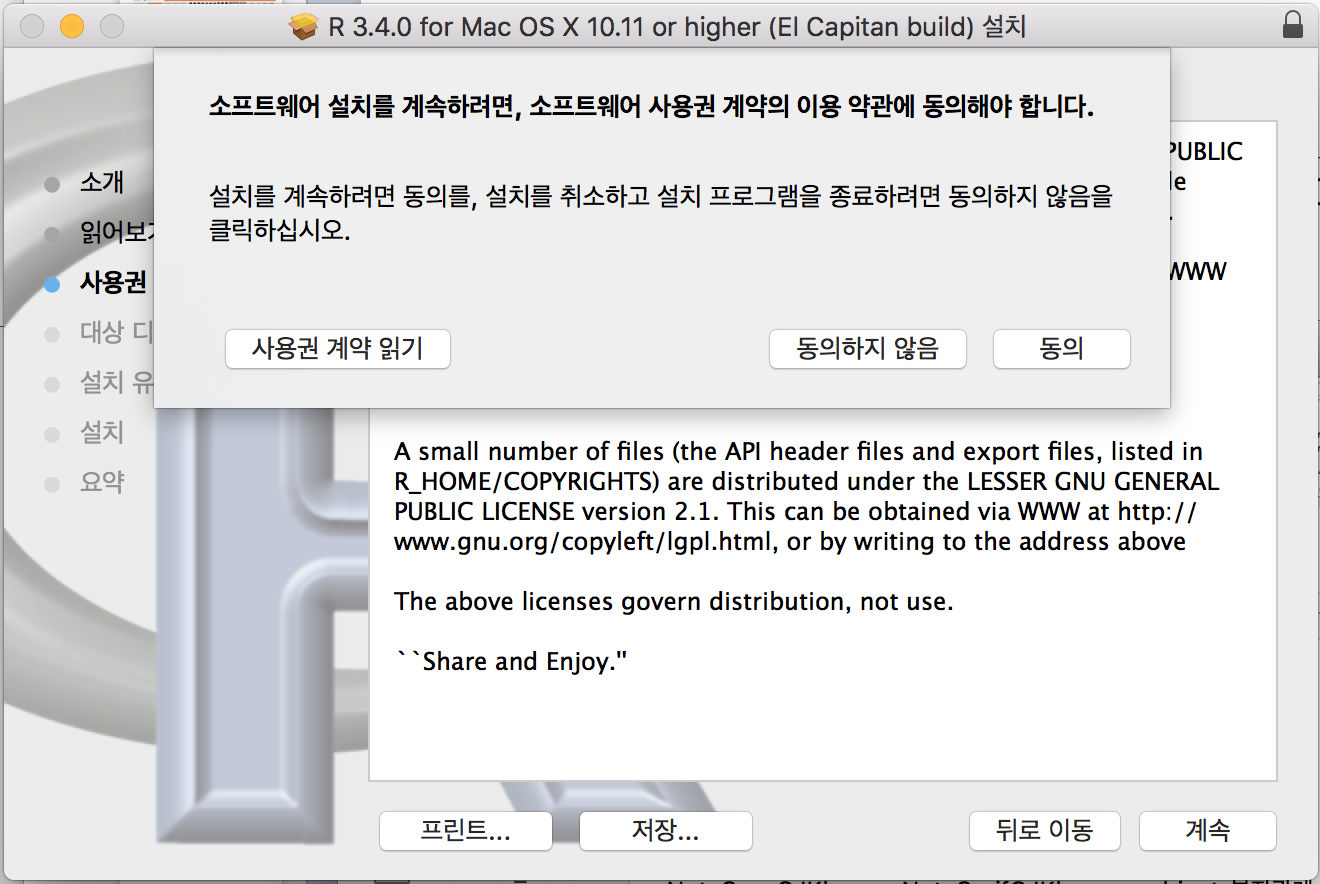 R 3.4.0 for Mac OS X 10.11 or higher (El Capitan build) 설치
소프트웨어 설치를 계속하려면, 소프트웨어 사용권 계약의 이용 약관에 동의해야 합니다.
설치를 계속하려면 동의를, 설치를 취소하고 설치 프로그램을 종료하려면 동의하지 않음을
클릭하십시오.
사용권 계약 읽기
동의하지 않음
동의
소개
읽어보기
사용권
대상 디
설치 유
설치
요약
PUBLIC
WWW
A small number of files (the API header files and export files, listed in
R_HOME/COPYRIGHTS) are distributed under the LESSER GNU GENERAL
PUBLIC LICENSE version 2.1. This can be obtained via WWW at http://
www.gnu.org/copyleft/lgpl.html, or by writing to the address above
The above licenses govern distribution, not use.
``Share and Enjoy."
프린트...
저장...
뒤로 이동
계속